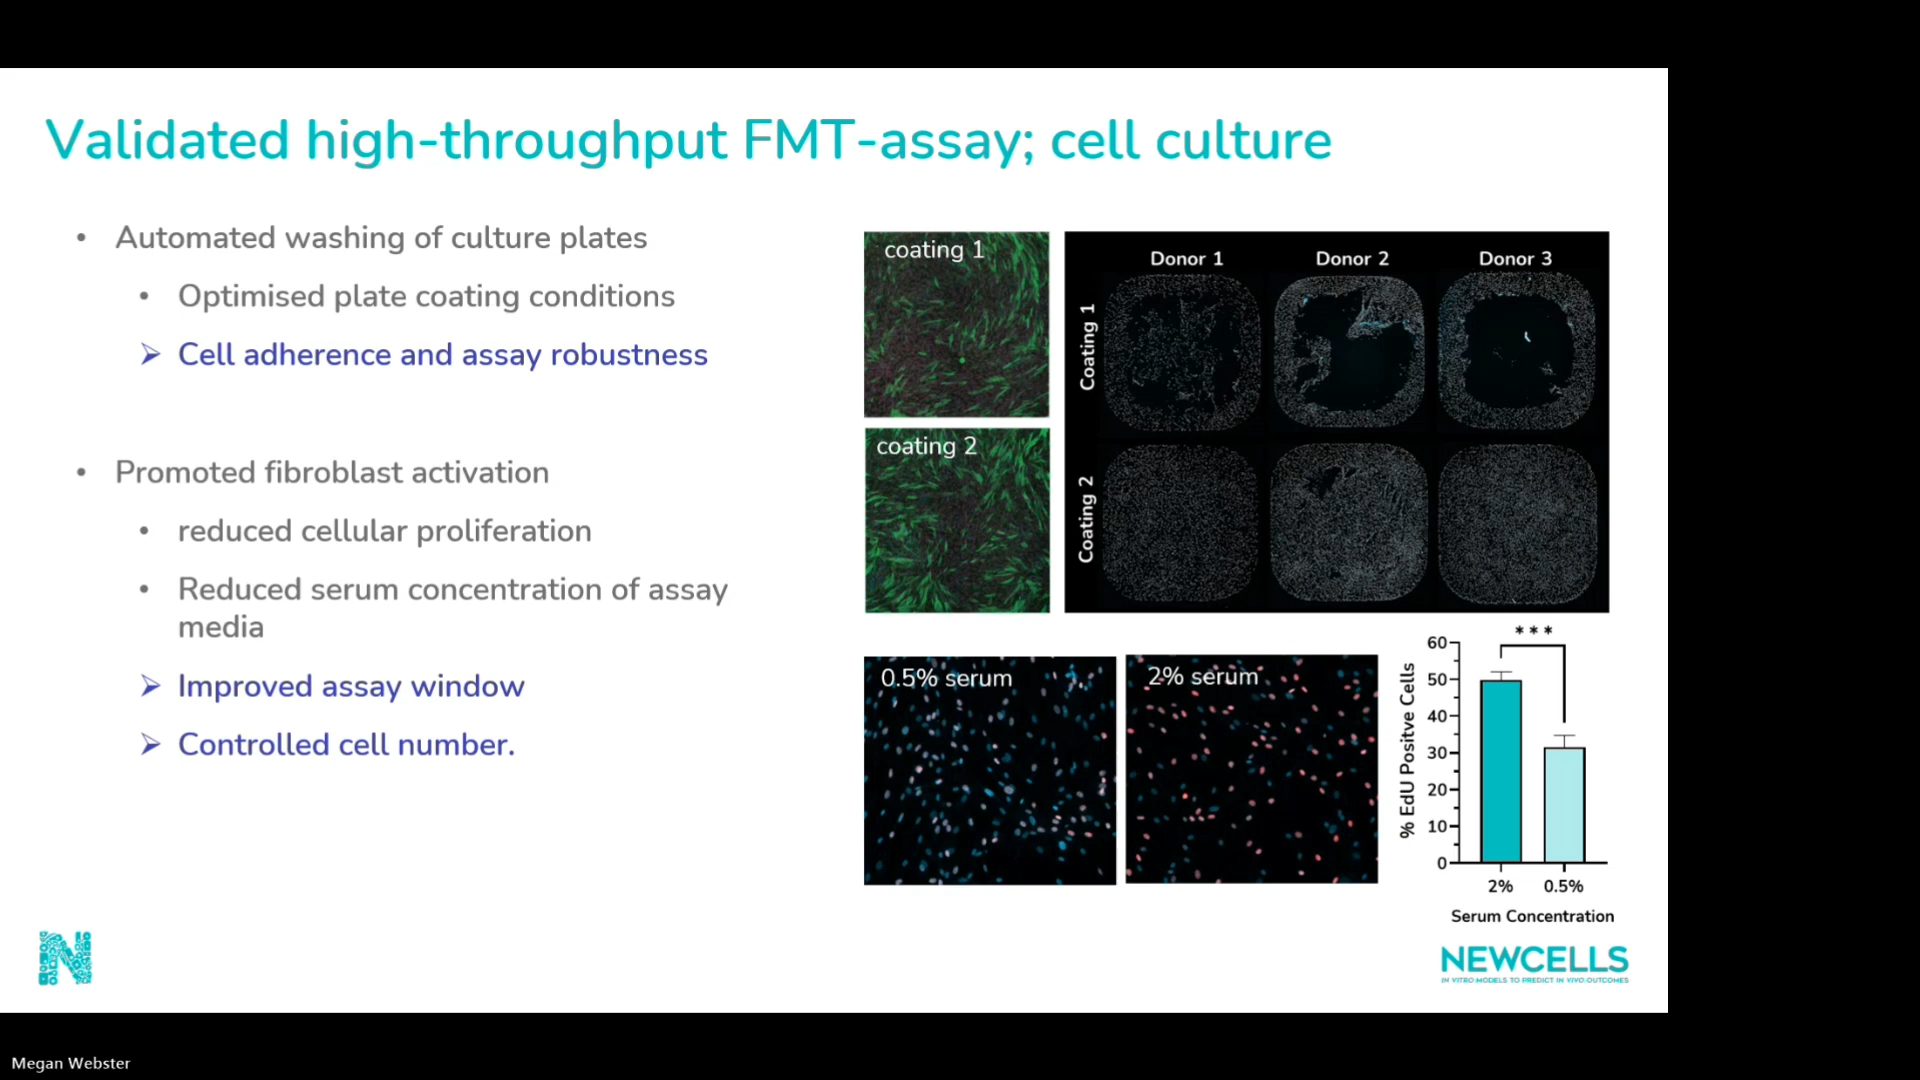 Validated high-throughput FMT-assay; cell culture
• Automated washing of culture plates
• Optimised plate coating conditions
➢ Cell adherence and assay robustness
• Promoted fibroblast activation
• reduced cellular proliferation
• Reduced serum concentration of assay
media
➢ Improved assay window
➢ Controlled cell number.
coating 1
coating 2
Donor 1 Donor 2 Donor 3
Coating 1
Coating 2
0.5% serum
2% serum
***
% EdU Positve Cells
60
50
40
30
20
10
0
2% 0.5%
Serum Concentration
N
NEWCELLS
IN VITRO MODELS TO PREDICT IN VIVO OUTCOMES
Megan Webster